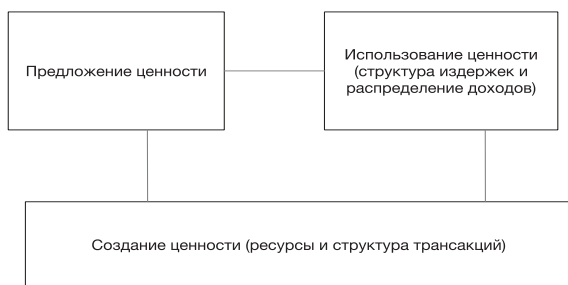 Предложение ценности
Использование ценности
(структура издержек и
распределение доходов)
Создание ценности (ресурсы и структура трансакций)